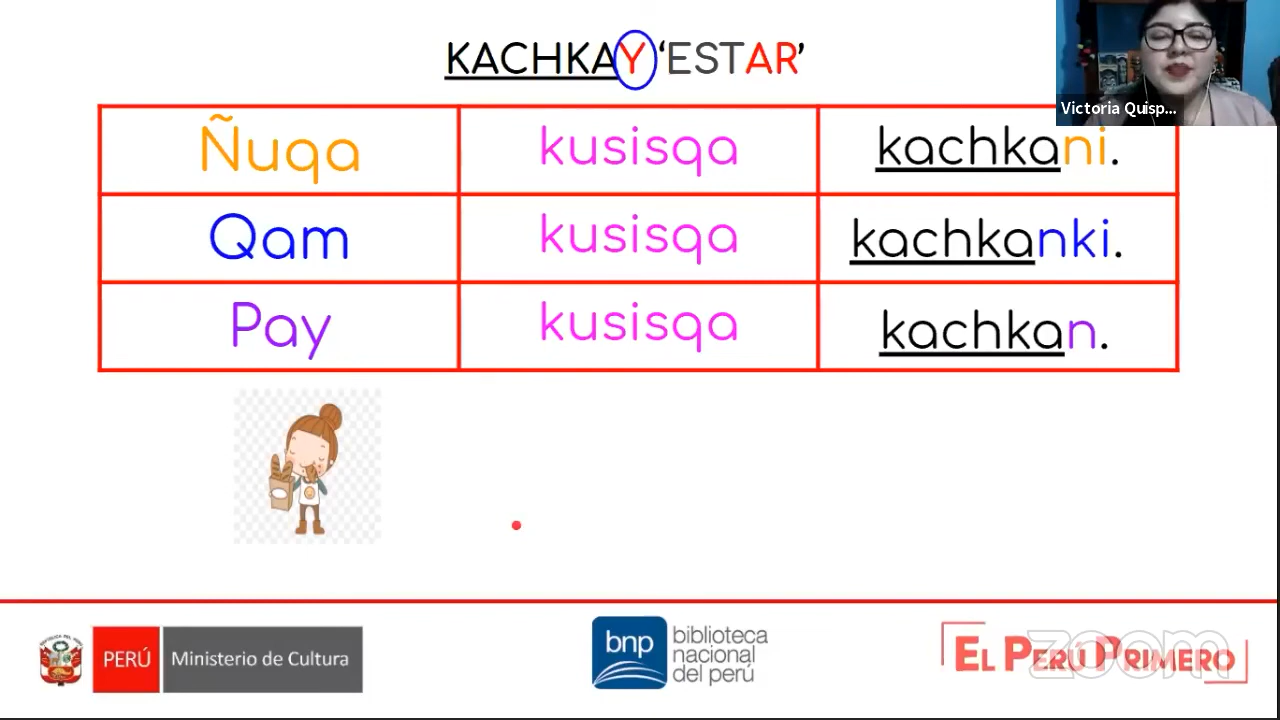 KACHKAY ‘ESTAR’
Victoria Quisp...
Ñuqa kusisqa kachkani.
Qam kusisqa kachkanki.
Pay kusisqa kachkan.
PERÚ Ministerio de Cultura
bnp biblioteca
nacional
del perú
EL PERÚ PRIMERO
zoom